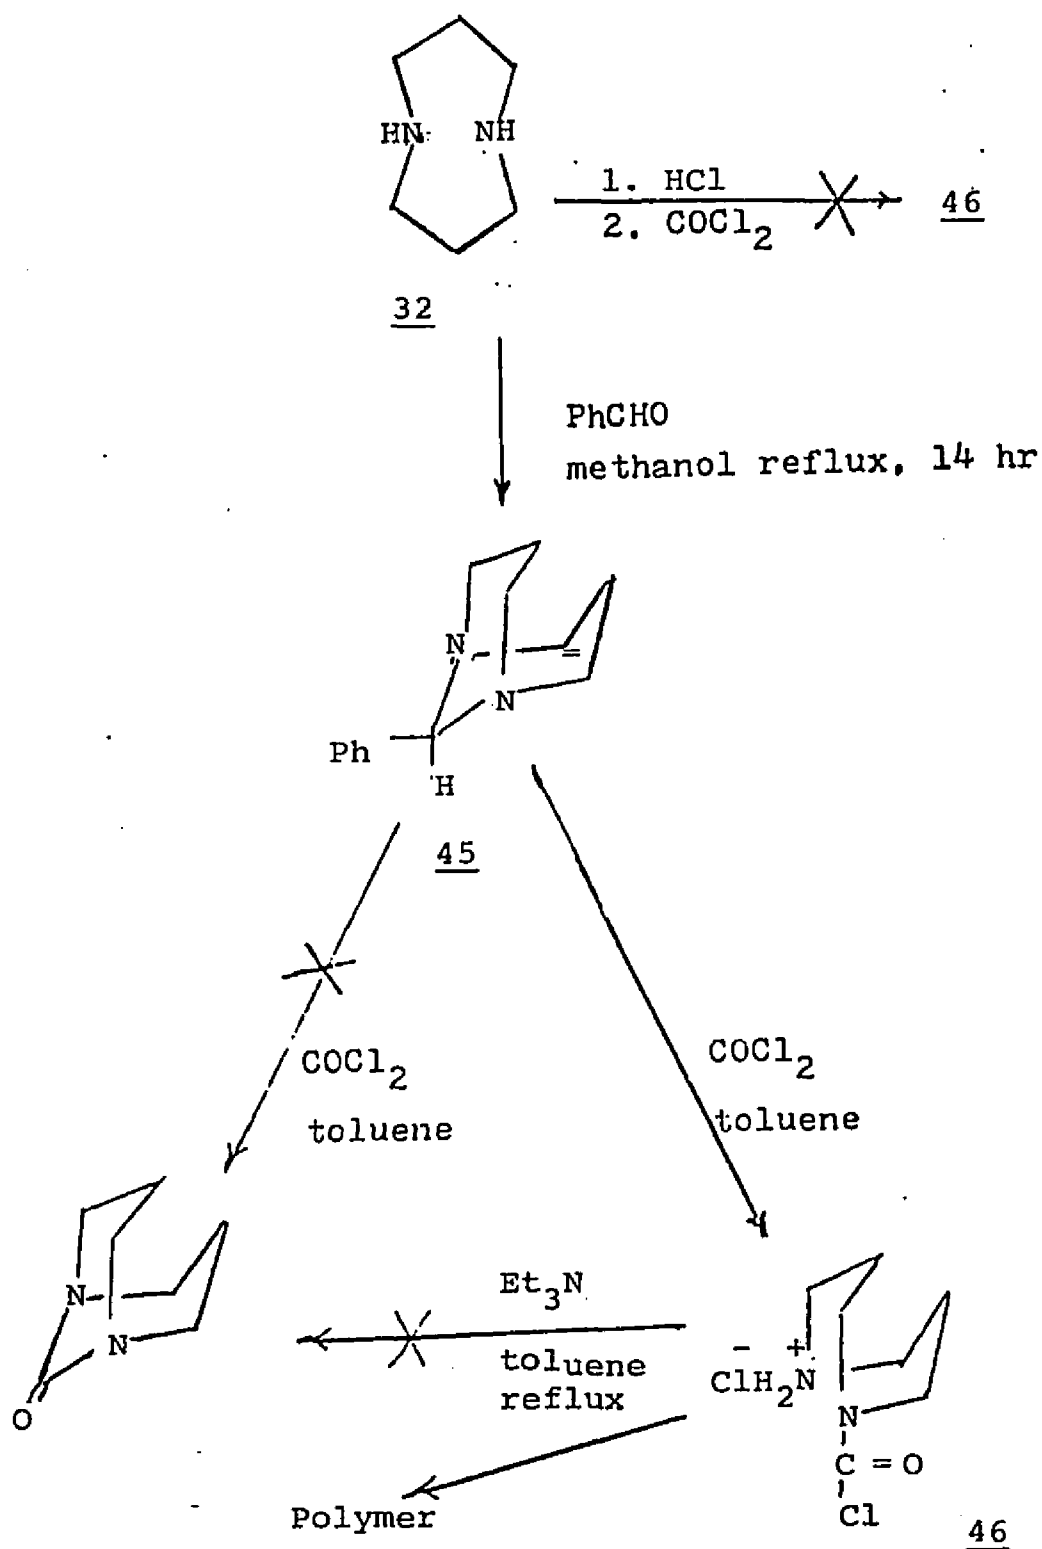 HN NH
1. HCl
2. COCl2
46
32
PhCHO
methanol reflux, 14 hr
N
N
Ph
H
45
COCl2
toluene
COCl2
toluene
N
N
O
Et3N
toluene
reflux
- +
ClH2N
N
C = O
Cl
Polymer
46